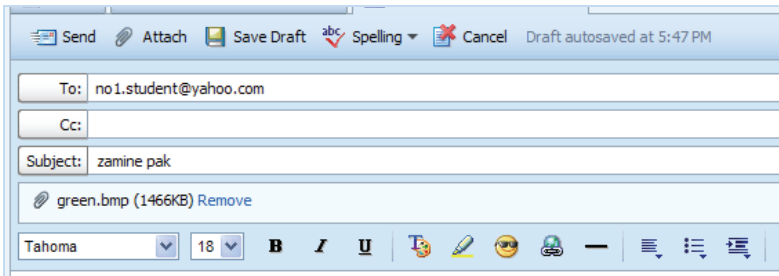 Send Attach Save Draft abc Spelling Cancel Draft autosaved at 5:47 PM
To: no1.student@yahoo.com
Cc:
Subject: zamine pak
green.bmp (1466KB) Remove
Tahoma 18 B I U